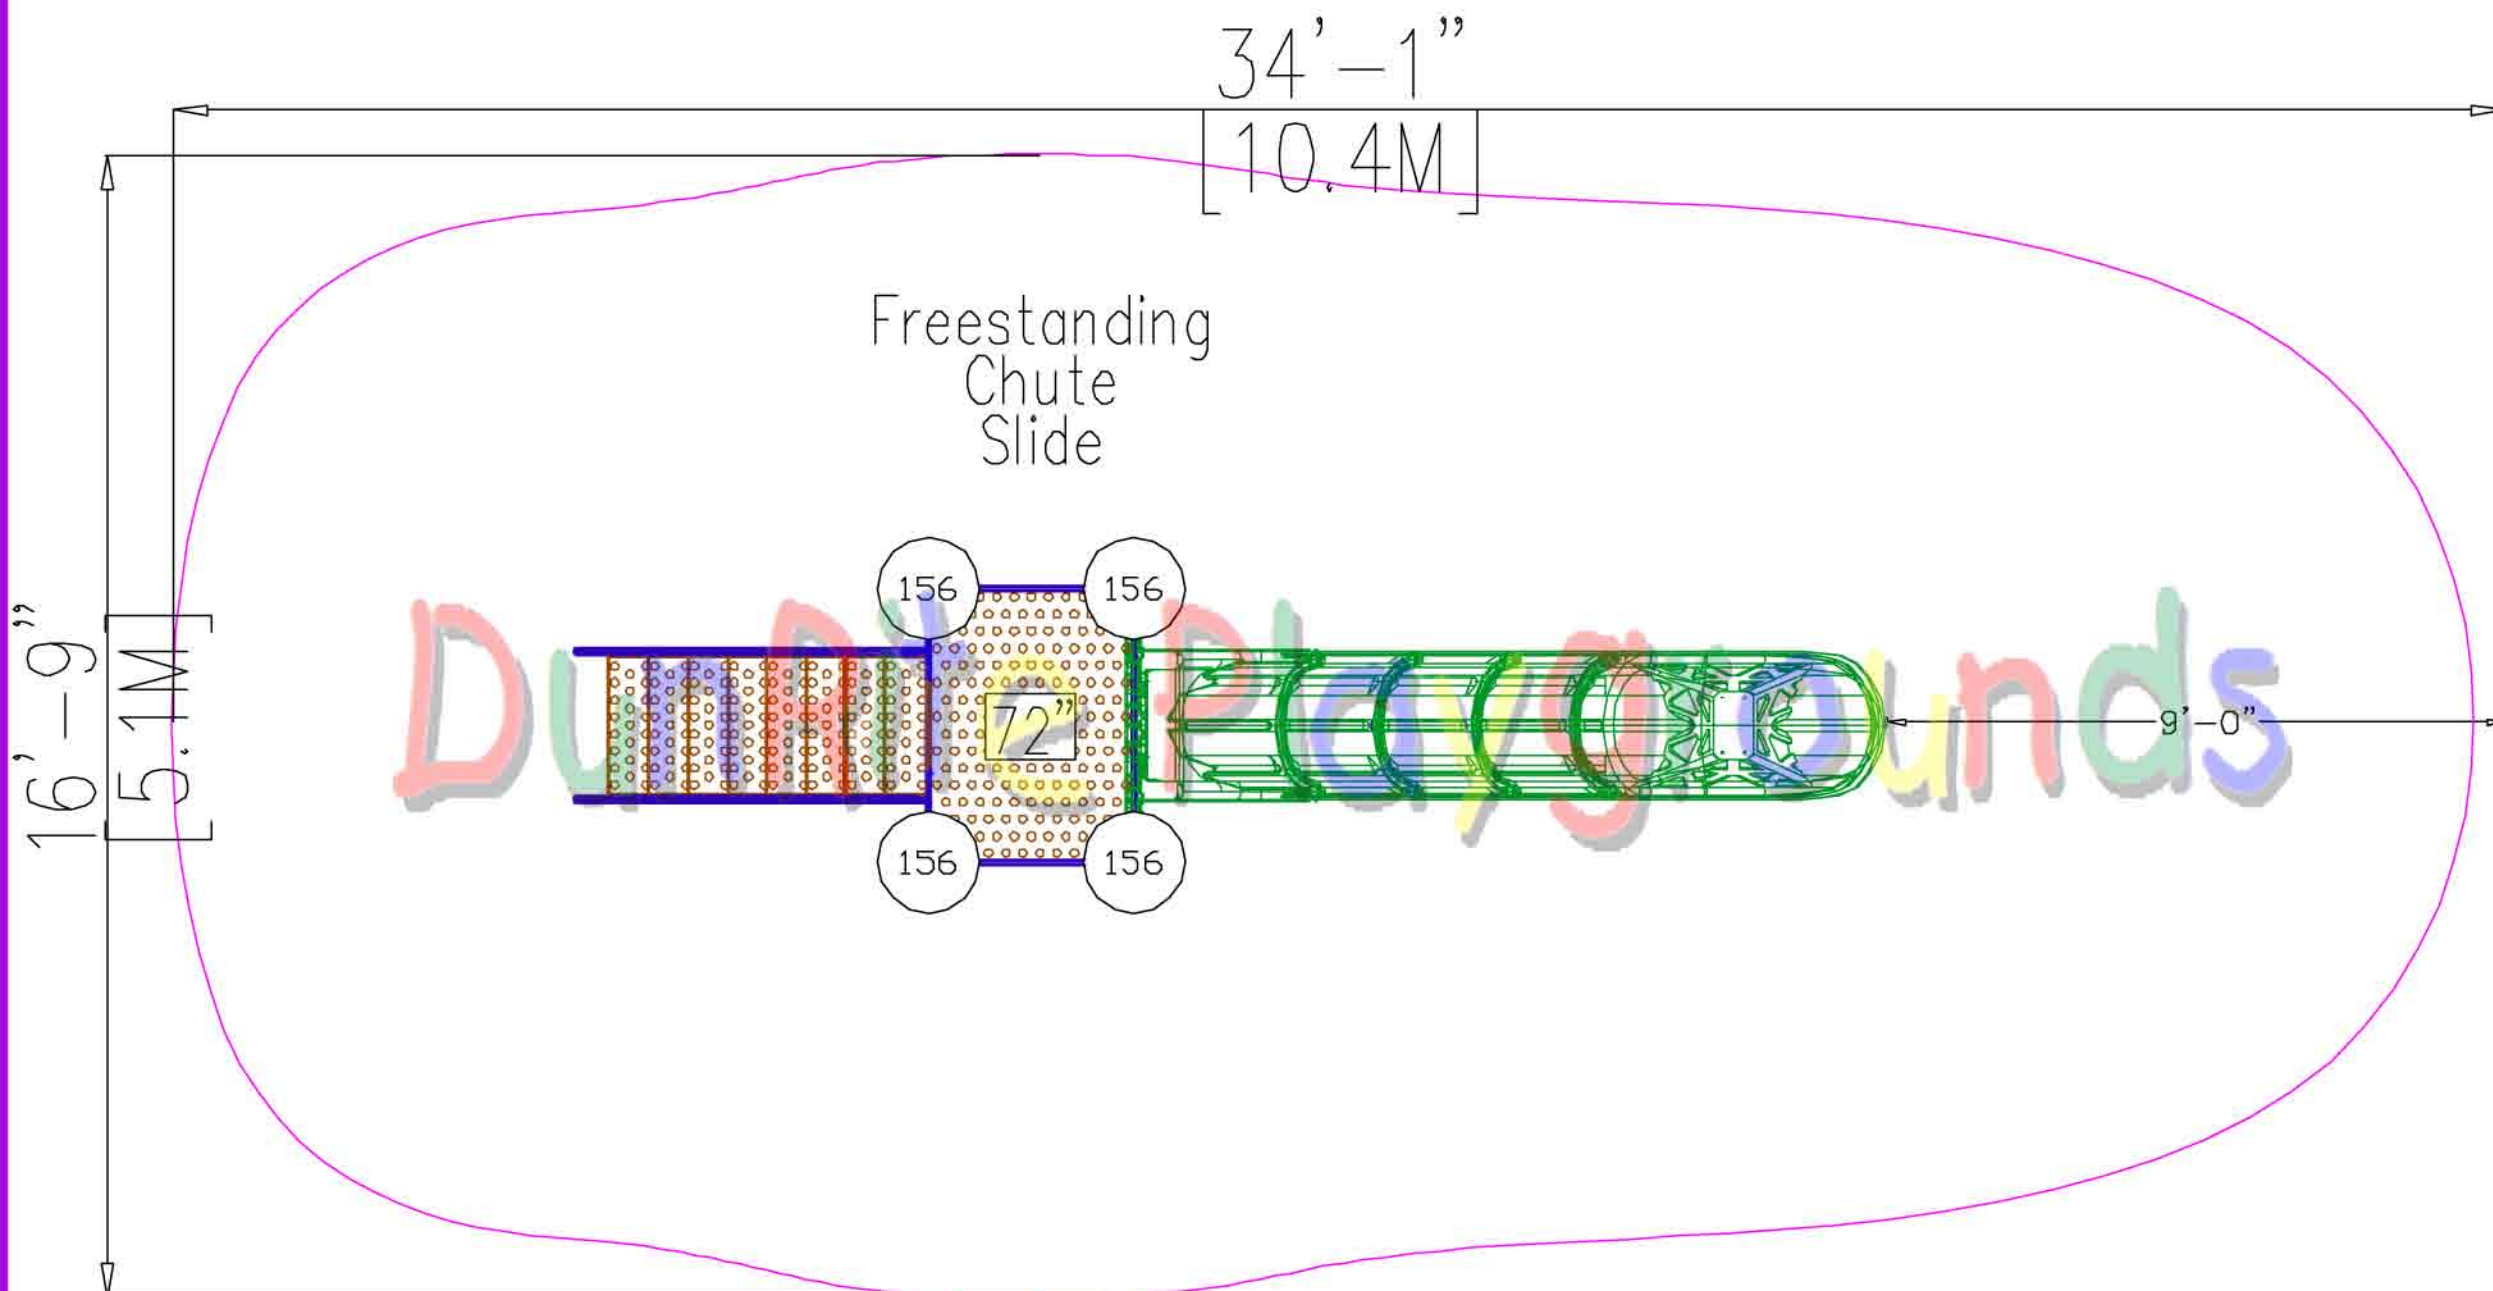 34'-1"
[10.4M]
Freestanding
Chute
Slide
16'-9"
[5.1M]
156
156
DunRite Playgrounds
72"
9'-0"
156
156